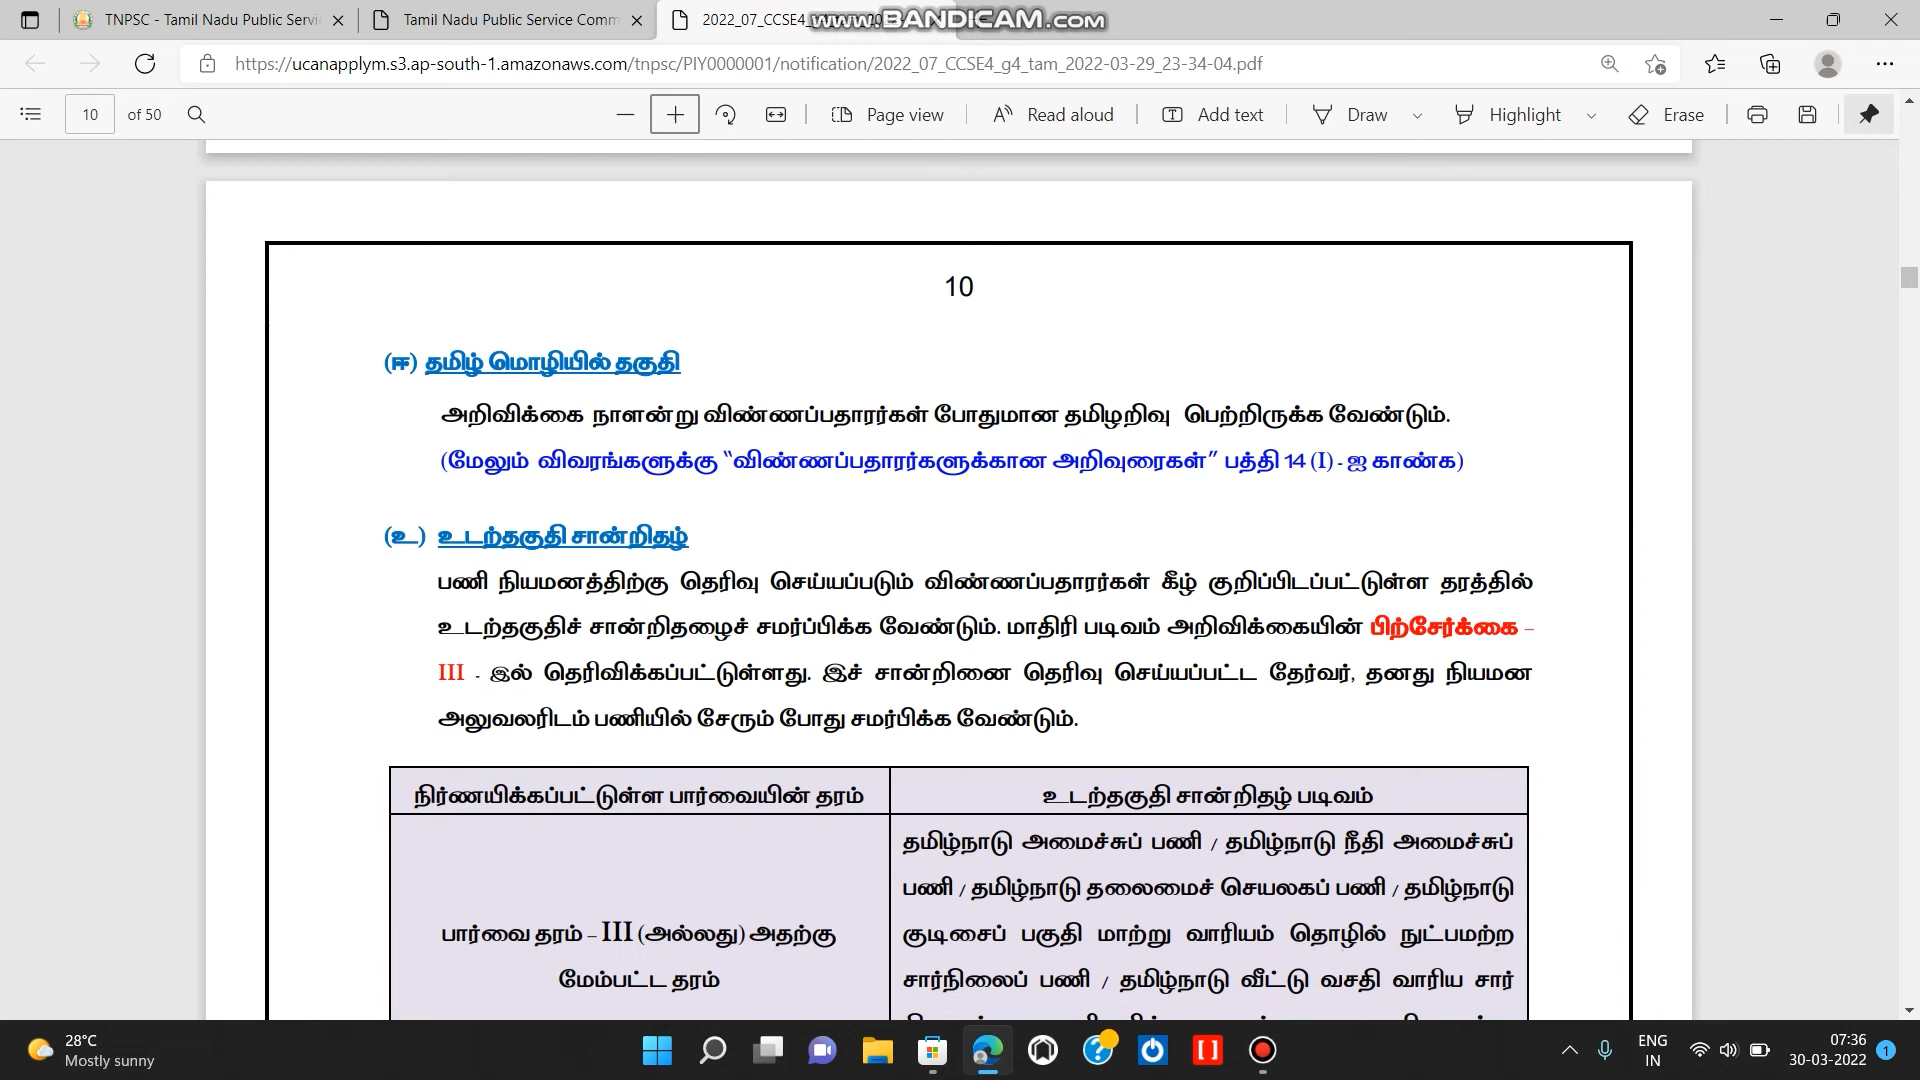 TNPSC - Tamil Nadu Public Servi
Tamil Nadu Public Service Comm
2022_07_CCSE4_
www.BANDICAM.com
https://ucanapplym.s3.ap-south-1.amazonaws.com/tnpsc/PIY0000001/notification/2022_07_CCSE4_g4_tam_2022-03-29_23-34-04.pdf
10 of 50
Page view
Read aloud
Add text
Draw
Highlight
Erase
10
(ஈ) தமிழ் மொழியில் தகுதி
அறிவிக்கை நாளன்று விண்ணப்பதாரர்கள் போதுமான தமிழறிவு பெற்றிருக்க வேண்டும்.
(மேலும் விவரங்களுக்கு “விண்ணப்பதாரர்களுக்கான அறிவுரைகள்” பத்தி 14 (I) - ஐ காண்க)
(உ) உடற்தகுதி சான்றிதழ்
பணி நியமனத்திற்கு தெரிவு செய்யப்படும் விண்ணப்பதாரர்கள் கீழ் குறிப்பிடப்பட்டுள்ள தரத்தில்
உடற்தகுதிச் சான்றிதழைச் சமர்ப்பிக்க வேண்டும். மாதிரி படிவம் அறிவிக்கையின் பிற்சேர்க்கை –
III - இல் தெரிவிக்கப்பட்டுள்ளது. இச் சான்றினை தெரிவு செய்யப்பட்ட தேர்வர், தனது நியமன
அலுவலரிடம் பணியில் சேரும் போது சமர்பிக்க வேண்டும்.
நிர்ணயிக்கப்பட்டுள்ள பார்வையின் தரம்
உடற்தகுதி சான்றிதழ் படிவம்
பார்வை தரம் – III (அல்லது) அதற்கு
மேம்பட்ட தரம்
தமிழ்நாடு அமைச்சுப் பணி / தமிழ்நாடு நீதி அமைச்சுப்
பணி / தமிழ்நாடு தலைமைச் செயலகப் பணி / தமிழ்நாடு
குடிசைப் பகுதி மாற்று வாரியம் தொழில் நுட்பமற்ற
சார்நிலைப் பணி / தமிழ்நாடு வீட்டு வசதி வாரிய சார்
28°C
Mostly sunny
ENG
IN
07:36
30-03-2022
1